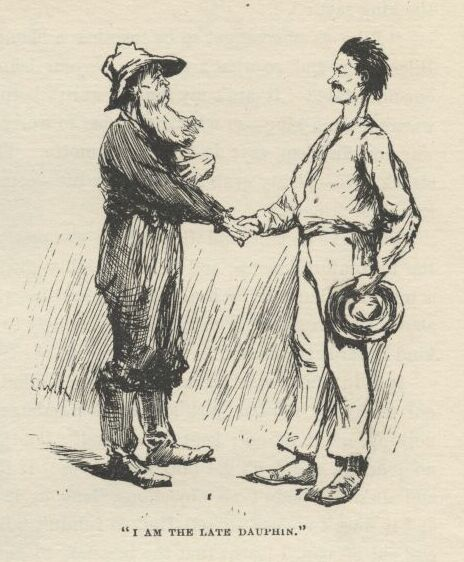 "I AM THE LATE DAUPHIN."